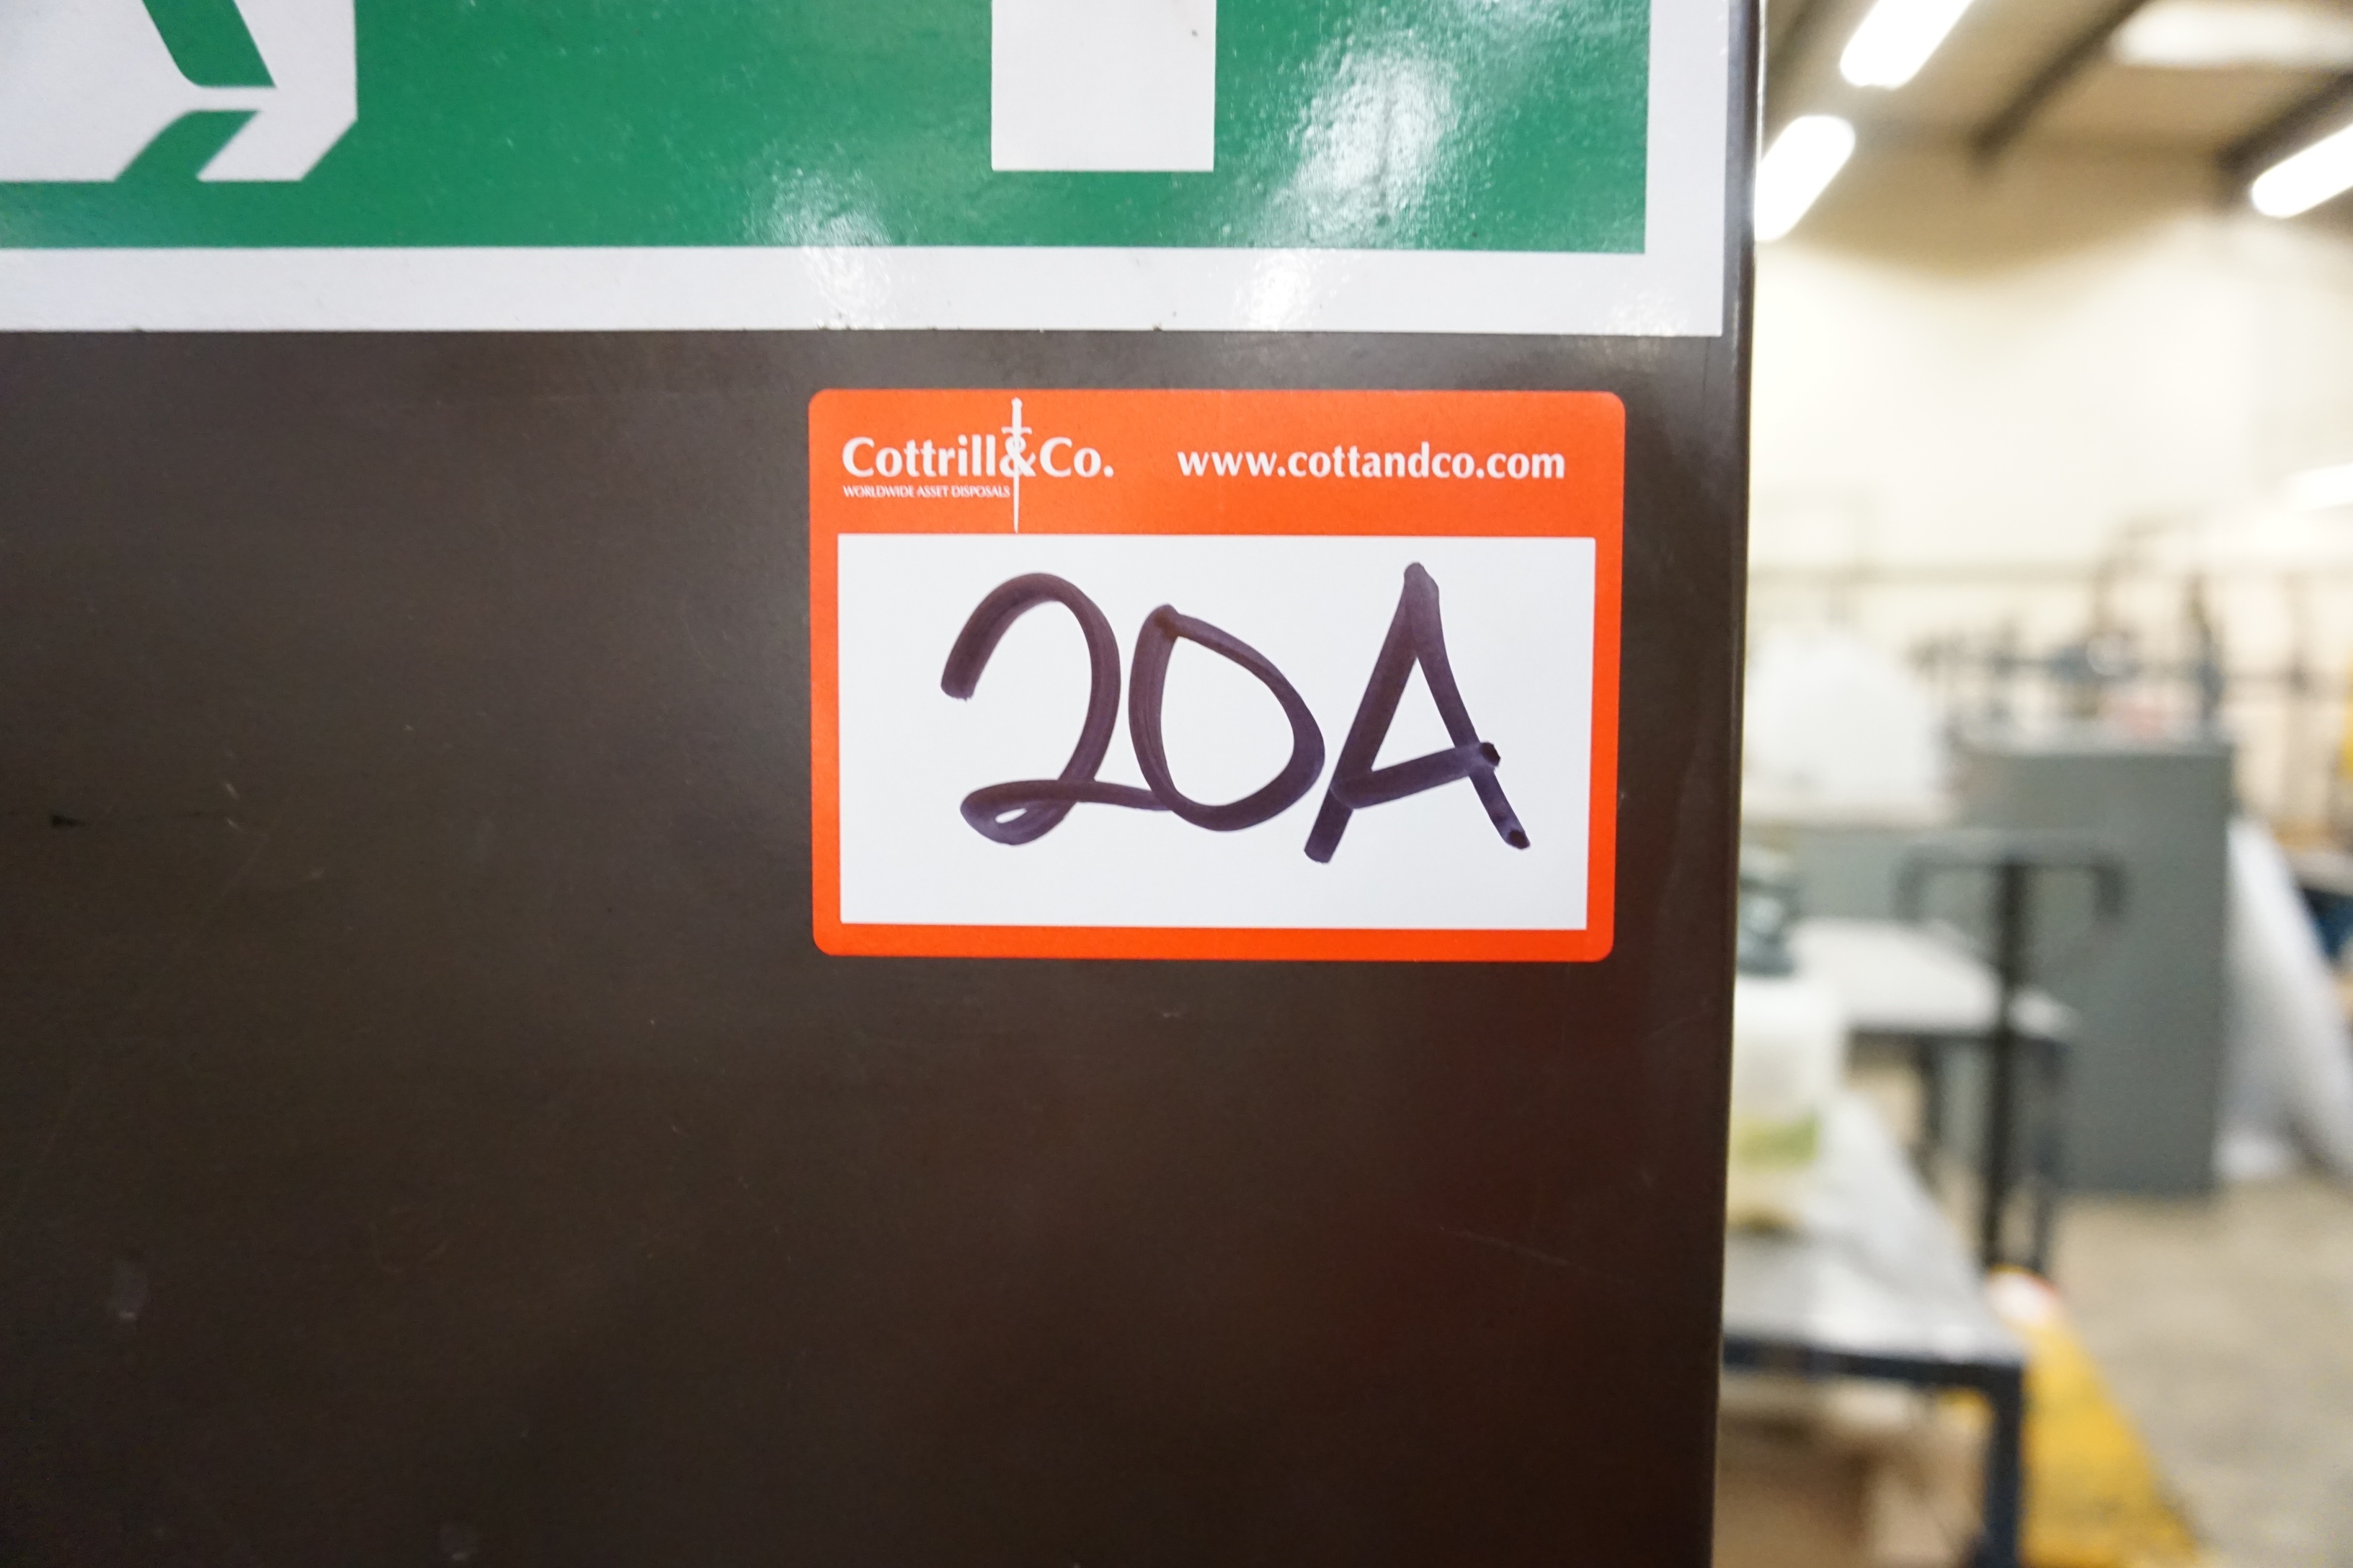 Cottrill&Co. www.cottandco.com
WORLDWIDE ASSET DISPOSALS
20A